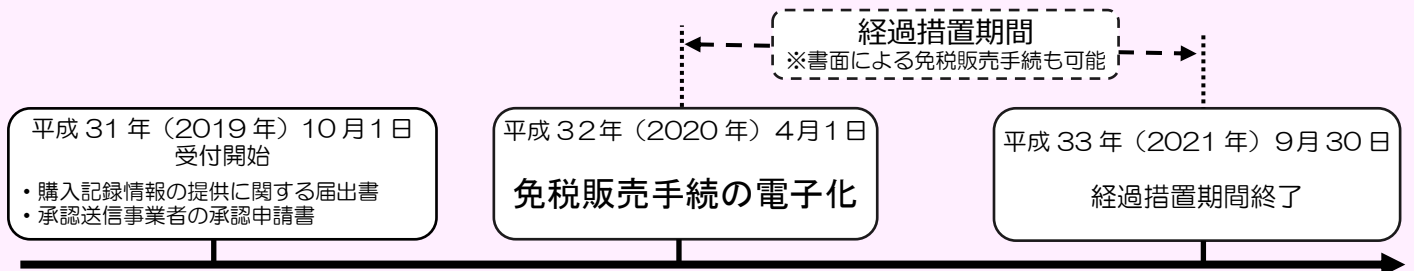 経過措置期間
※書面による免税販売手続も可能
平成 31 年（2019 年）10 月 1 日
受付開始
・購入記録情報の提供に関する届出書
・承認送信事業者の承認申請書
平成 32年（2020 年）4月 1 日
免税販売手続の電子化
平成 33 年（2021 年）9月 30 日
経過措置期間終了